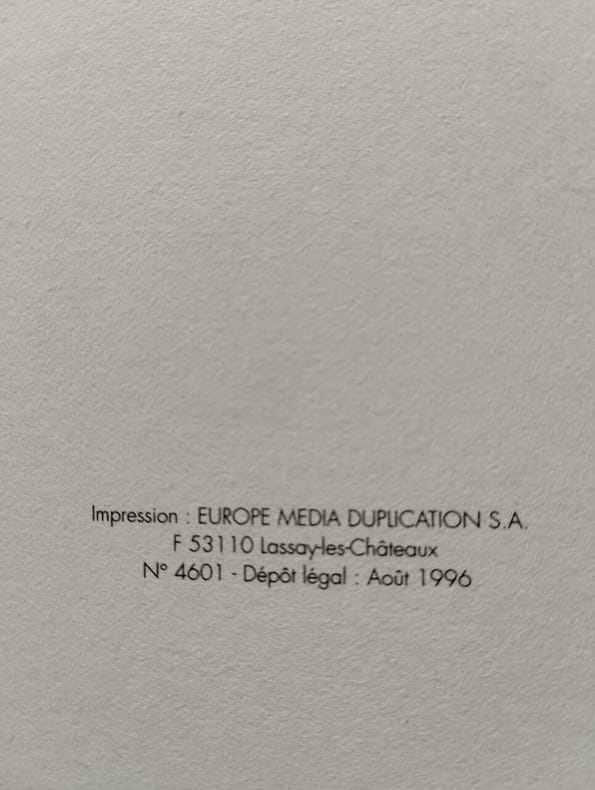 Impression : EUROPE MEDIA DUPLICATION S.A.
F 53110 Lassay-les-Châteaux
N° 4601 - Dépôt légal : Août 1996